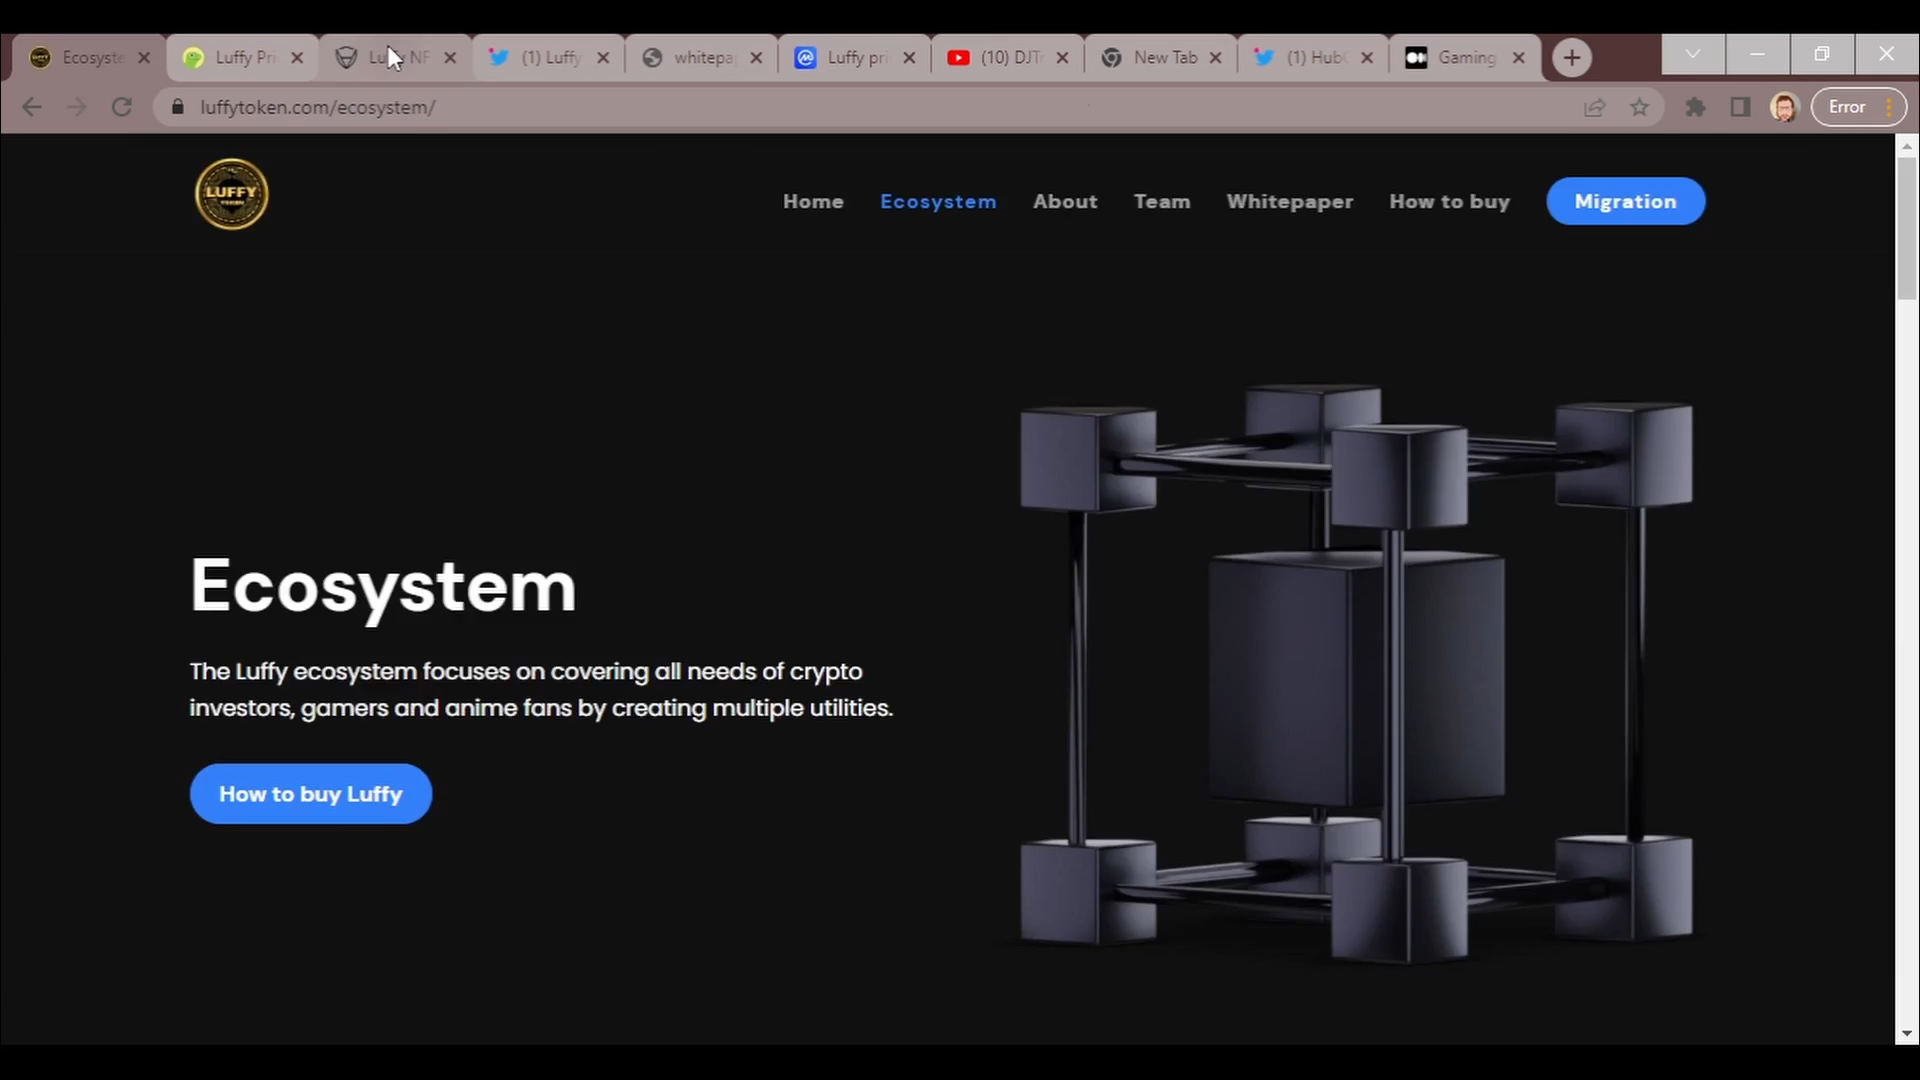 Ecosyste
Luffy Pri
Lu NF
(1) Luffy
whitepa
Luffy pri
(10) DJTr
New Tab
(1) Hub
Gaming
luffytoken.com/ecosystem/
Error
LUFFY
TOKEN
Home
Ecosystem
About
Team
Whitepaper
How to buy
Migration
Ecosystem
The Luffy ecosystem focuses on covering all needs of crypto
investors, gamers and anime fans by creating multiple utilities.
How to buy Luffy